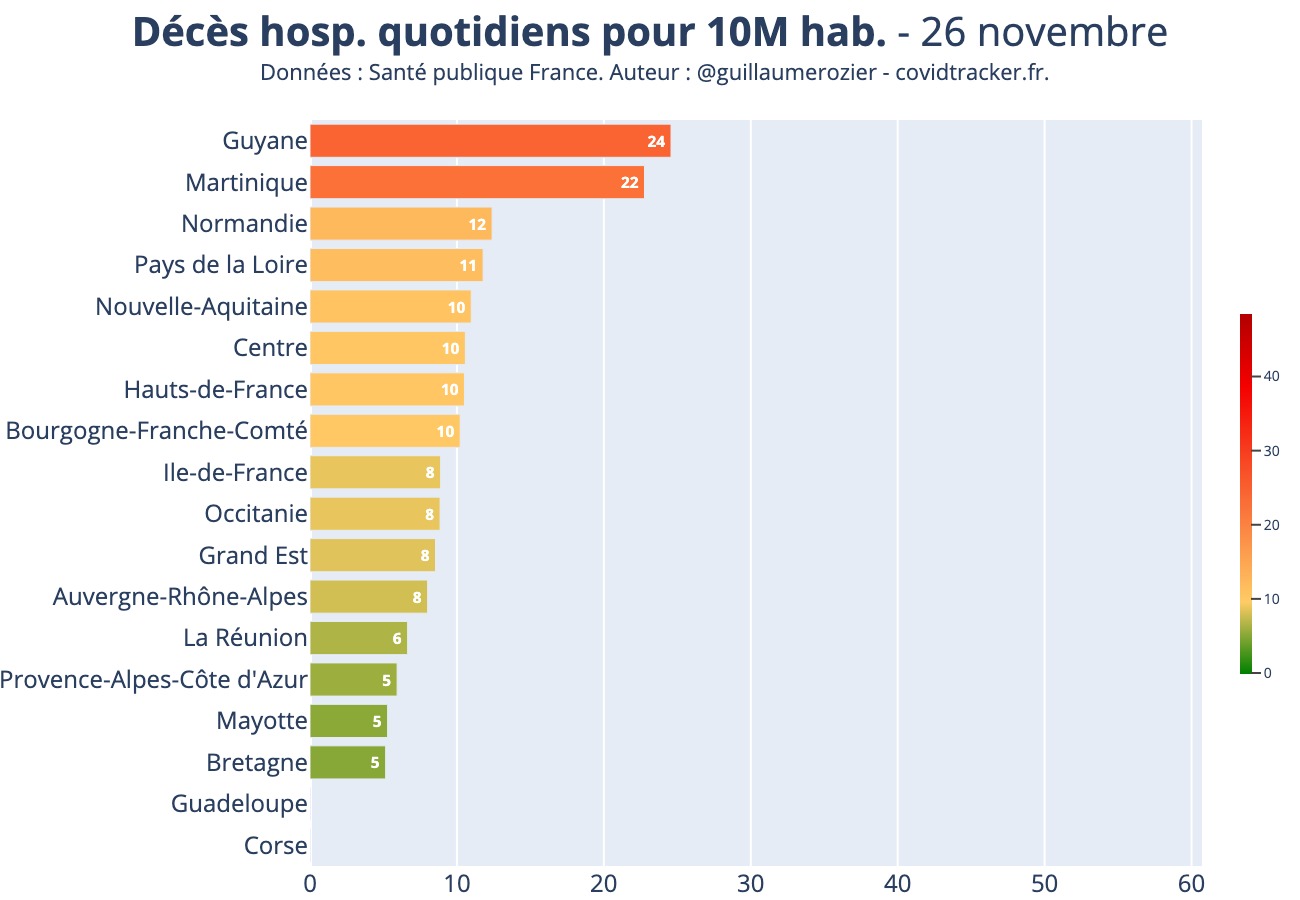 Décès hosp. quotidiens pour 10M hab. - 26 novembre
Données : Santé publique France. Auteur : @guillaumerozier - covidtracker.fr.
Guyane 24
Martinique 22
Normandie 12
Pays de la Loire 11
Nouvelle-Aquitaine 10
Centre 10
Hauts-de-France 10
Bourgogne-Franche-Comté 10
Ile-de-France 8
Occitanie 8
Grand Est 8
Auvergne-Rhône-Alpes 8
La Réunion 6
Provence-Alpes-Côte d'Azur 5
Mayotte 5
Bretagne 5
Guadeloupe
Corse
0 10 20 30 40 50 60
40
30
20
10
0